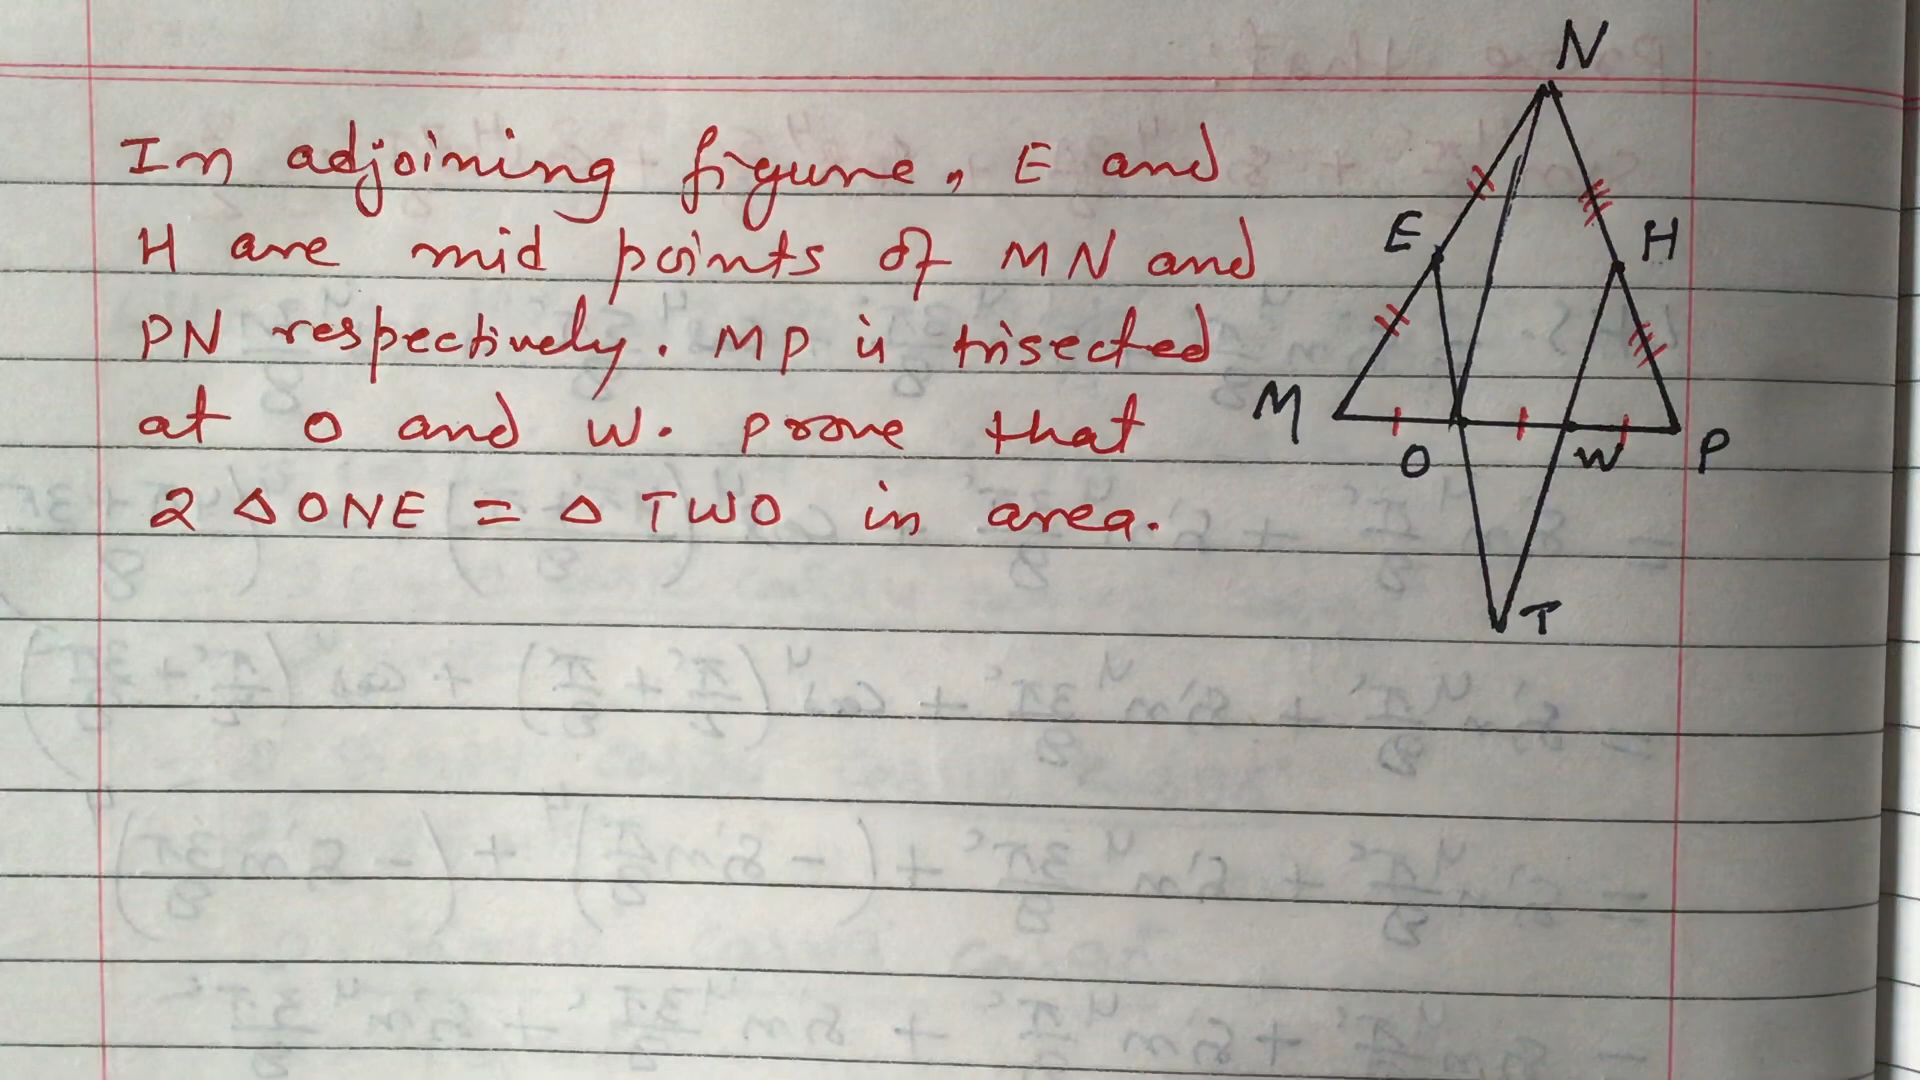 In adjoining figure, E and
H are mid points of MN and
PN respectively. MP is trisected
at O and W. prove that
2 △ ONE = △ TWO in area.
N
E
H
M
O
W
P
T